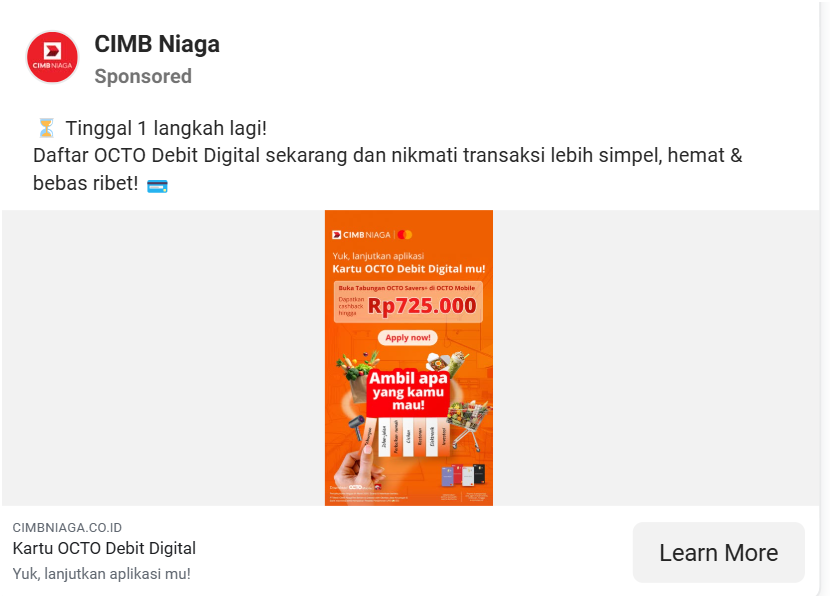 CIMB NIAGA
CIMB Niaga
Sponsored
⏳ Tinggal 1 langkah lagi!
Daftar OCTO Debit Digital sekarang dan nikmati transaksi lebih simpel, hemat &
bebas ribet! 💳
CIMB NIAGA
Yuk, lanjutkan aplikasi
Kartu OCTO Debit Digital mu!
Buka Tabungan OCTO Savers+ di OCTO Mobile
Dapatkan
cashback
hingga
Rp725.000
Apply now!
Ambil apa
yang kamu
mau!
OCTO
CIMBNIAGA.CO.ID
Kartu OCTO Debit Digital
Yuk, lanjutkan aplikasi mu!
Learn More